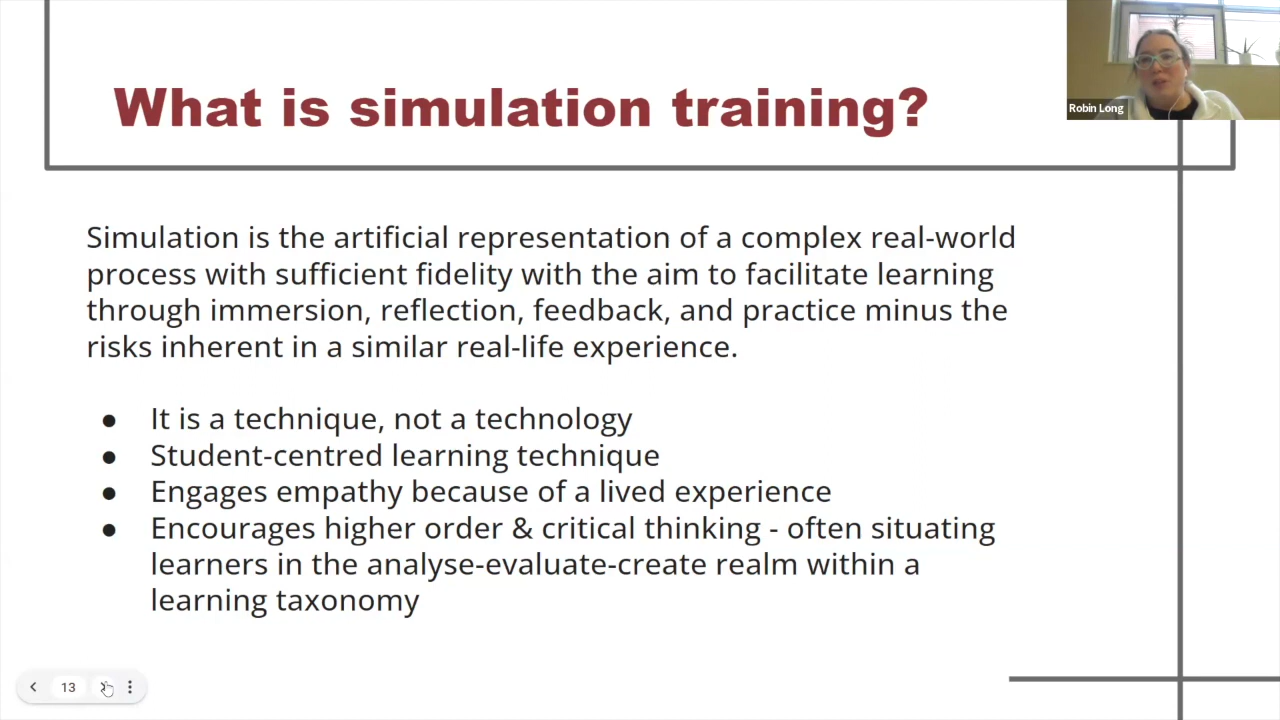 What is simulation training?
Robin Long
Simulation is the artificial representation of a complex real-world
process with sufficient fidelity with the aim to facilitate learning
through immersion, reflection, feedback, and practice minus the
risks inherent in a similar real-life experience.
● It is a technique, not a technology
● Student-centred learning technique
● Engages empathy because of a lived experience
● Encourages higher order & critical thinking - often situating
learners in the analyse-evaluate-create realm within a
learning taxonomy
13